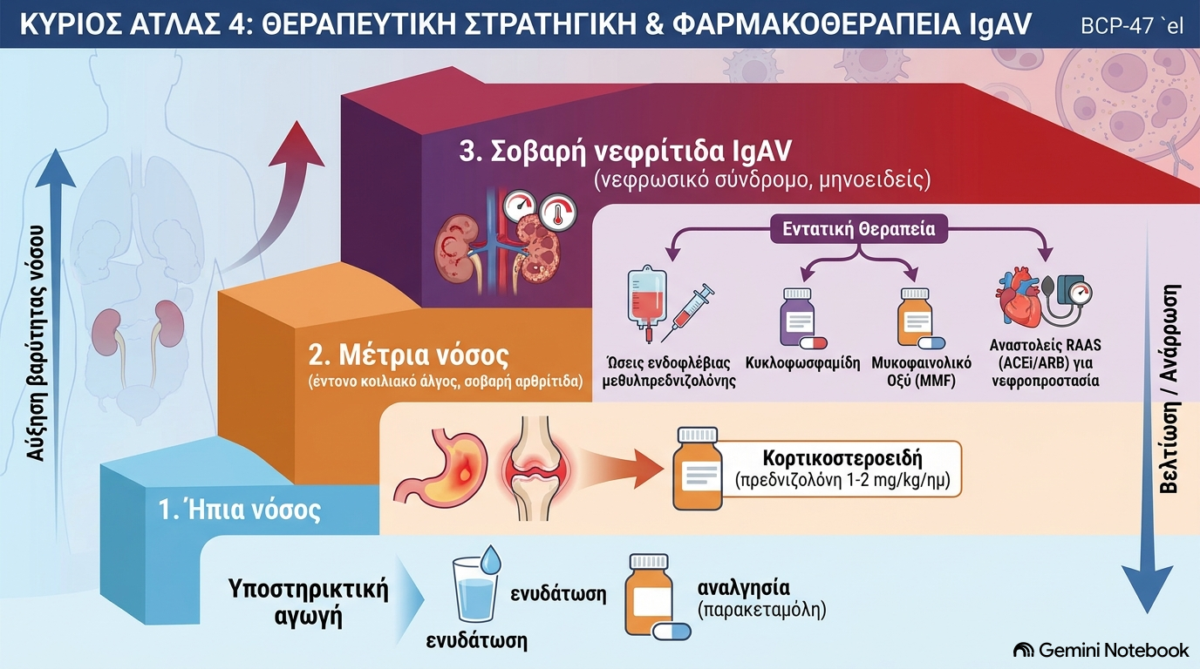 ΚΥΡΙΟΣ ΑΤΛΑΣ 4: ΘΕΡΑΠΕΥΤΙΚΗ ΣΤΡΑΤΗΓΙΚΗ & ΦΑΡΜΑΚΟΘΕΡΑΠΕΙΑ IgAV
BCP-47 `el
Αύξηση βαρύτητας νόσου
3. Σοβαρή νεφρίτιδα IgAV
(νεφρωσικό σύνδρομο, μηνοειδείς)
Εντατική Θεραπεία
Ώσεις ενδοφλέβιας
μεθυλπρεδνιζολόνης
Κυκλοφωσφαμίδη
Μυκοφαινολικό
Οξύ (MMF)
Αναστολείς RAAS
(ACEi/ARB) για
νεφροπροστασία
2. Μέτρια νόσος
(έντονο κοιλιακό άλγος, σοβαρή αρθρίτιδα)
Κορτικοστεροειδή
(πρεδνιζολόνη 1-2 mg/kg/ημ)
1. Ήπια νόσος
Υποστηρικτική
αγωγή
ενυδάτωση
ενυδάτωση
αναλγησία
(παρακεταμόλη)
Βελτίωση / Ανάρρωση
Gemini Notebook